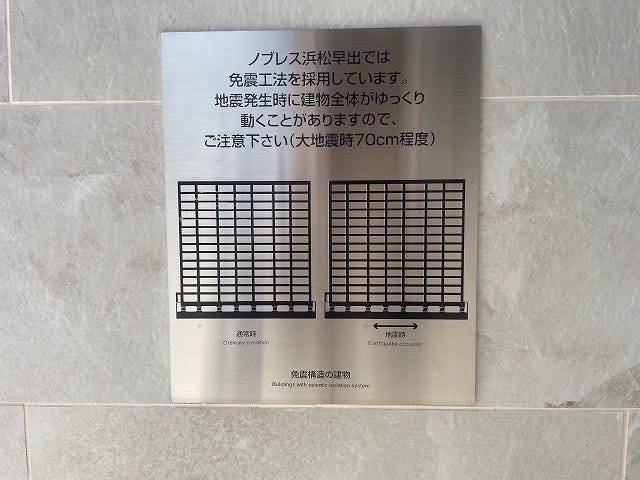 ノブレス浜松早出では
免震工法を採用しています。
地震発生時に建物全体がゆっくり
動くことがありますので、
ご注意下さい(大地震時70cm程度)
通常時
Ordinary condition
地震時
Earthquake occasion
免震構造の建物
Buildings with seismic isolation system